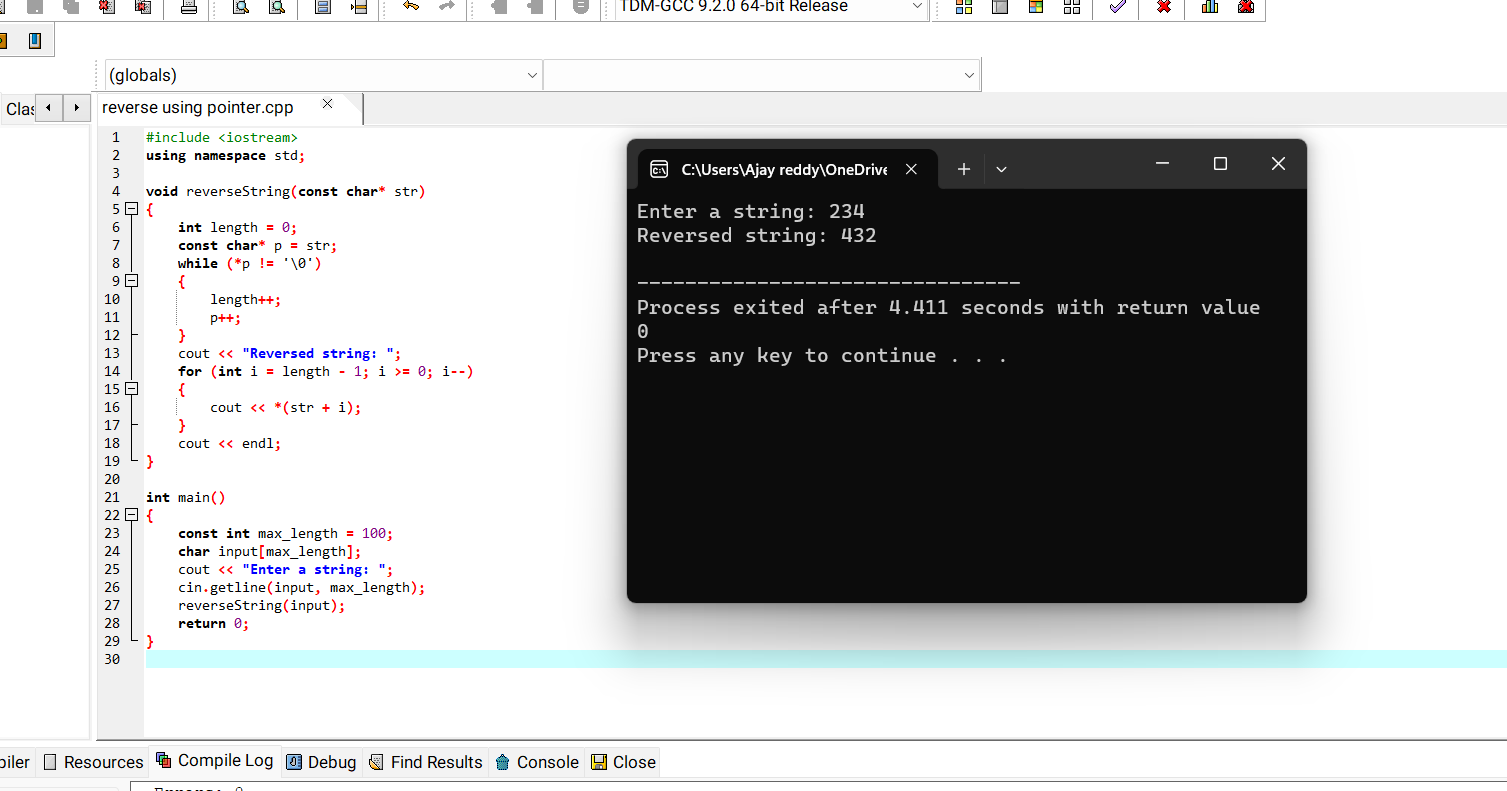 TDM-GCC 9.2.0 64-bit Release
(globals)
Clas
reverse using pointer.cpp
1 #include <iostream>
2 using namespace std;
3
4 void reverseString(const char* str)
5 {
6 int length = 0;
7 const char* p = str;
8 while (*p != '\0')
9 {
10 length++;
11 p++;
12 }
13 cout << "Reversed string: ";
14 for (int i = length - 1; i >= 0; i--)
15 {
16 cout << *(str + i);
17 }
18 cout << endl;
19 }
20
21 int main()
22 {
23 const int max_length = 100;
24 char input[max_length];
25 cout << "Enter a string: ";
26 cin.getline(input, max_length);
27 reverseString(input);
28 return 0;
29 }
30
C:\Users\Ajay reddy\OneDrive
Enter a string: 234
Reversed string: 432
--------------------------------
Process exited after 4.411 seconds with return value
0
Press any key to continue . . .
piler Resources Compile Log Debug Find Results Console Close